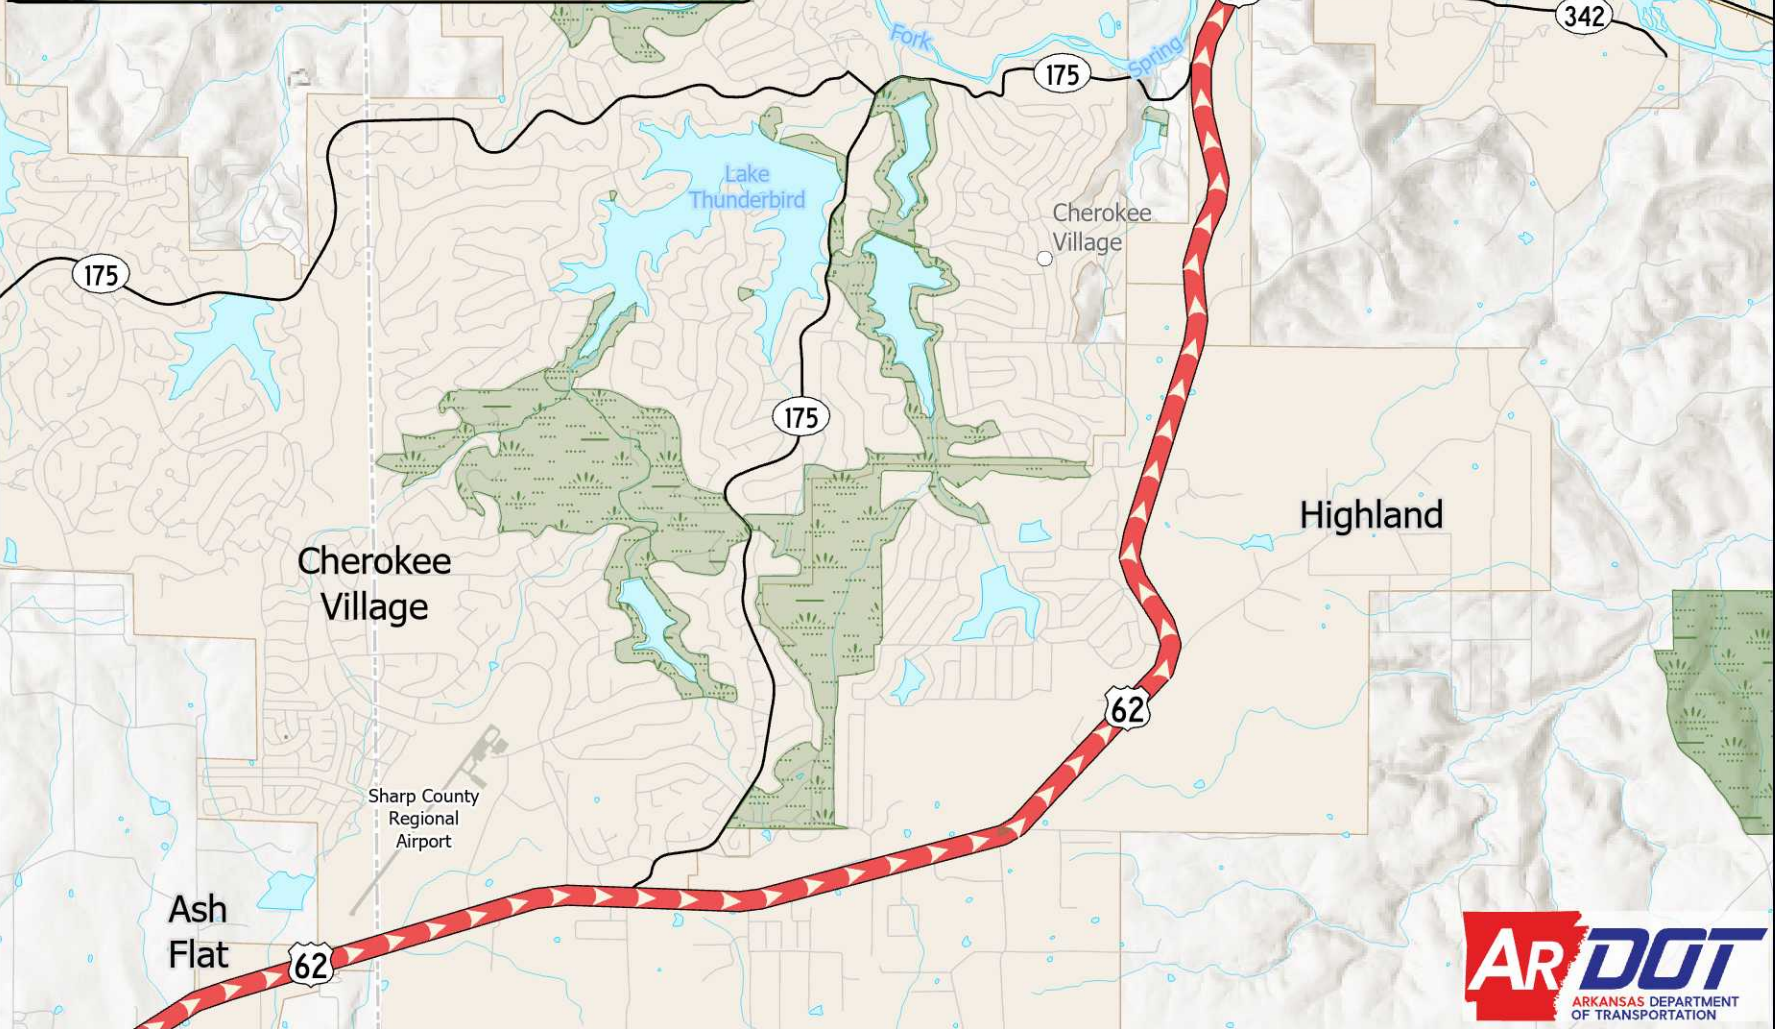 342
Fork
Spring
175
Lake
Thunderbird
Cherokee
Village
175
175
Highland
Cherokee
Village
62
Sharp County
Regional
Airport
Ash
Flat
62
ARDOT
ARKANSAS DEPARTMENT
OF TRANSPORTATION